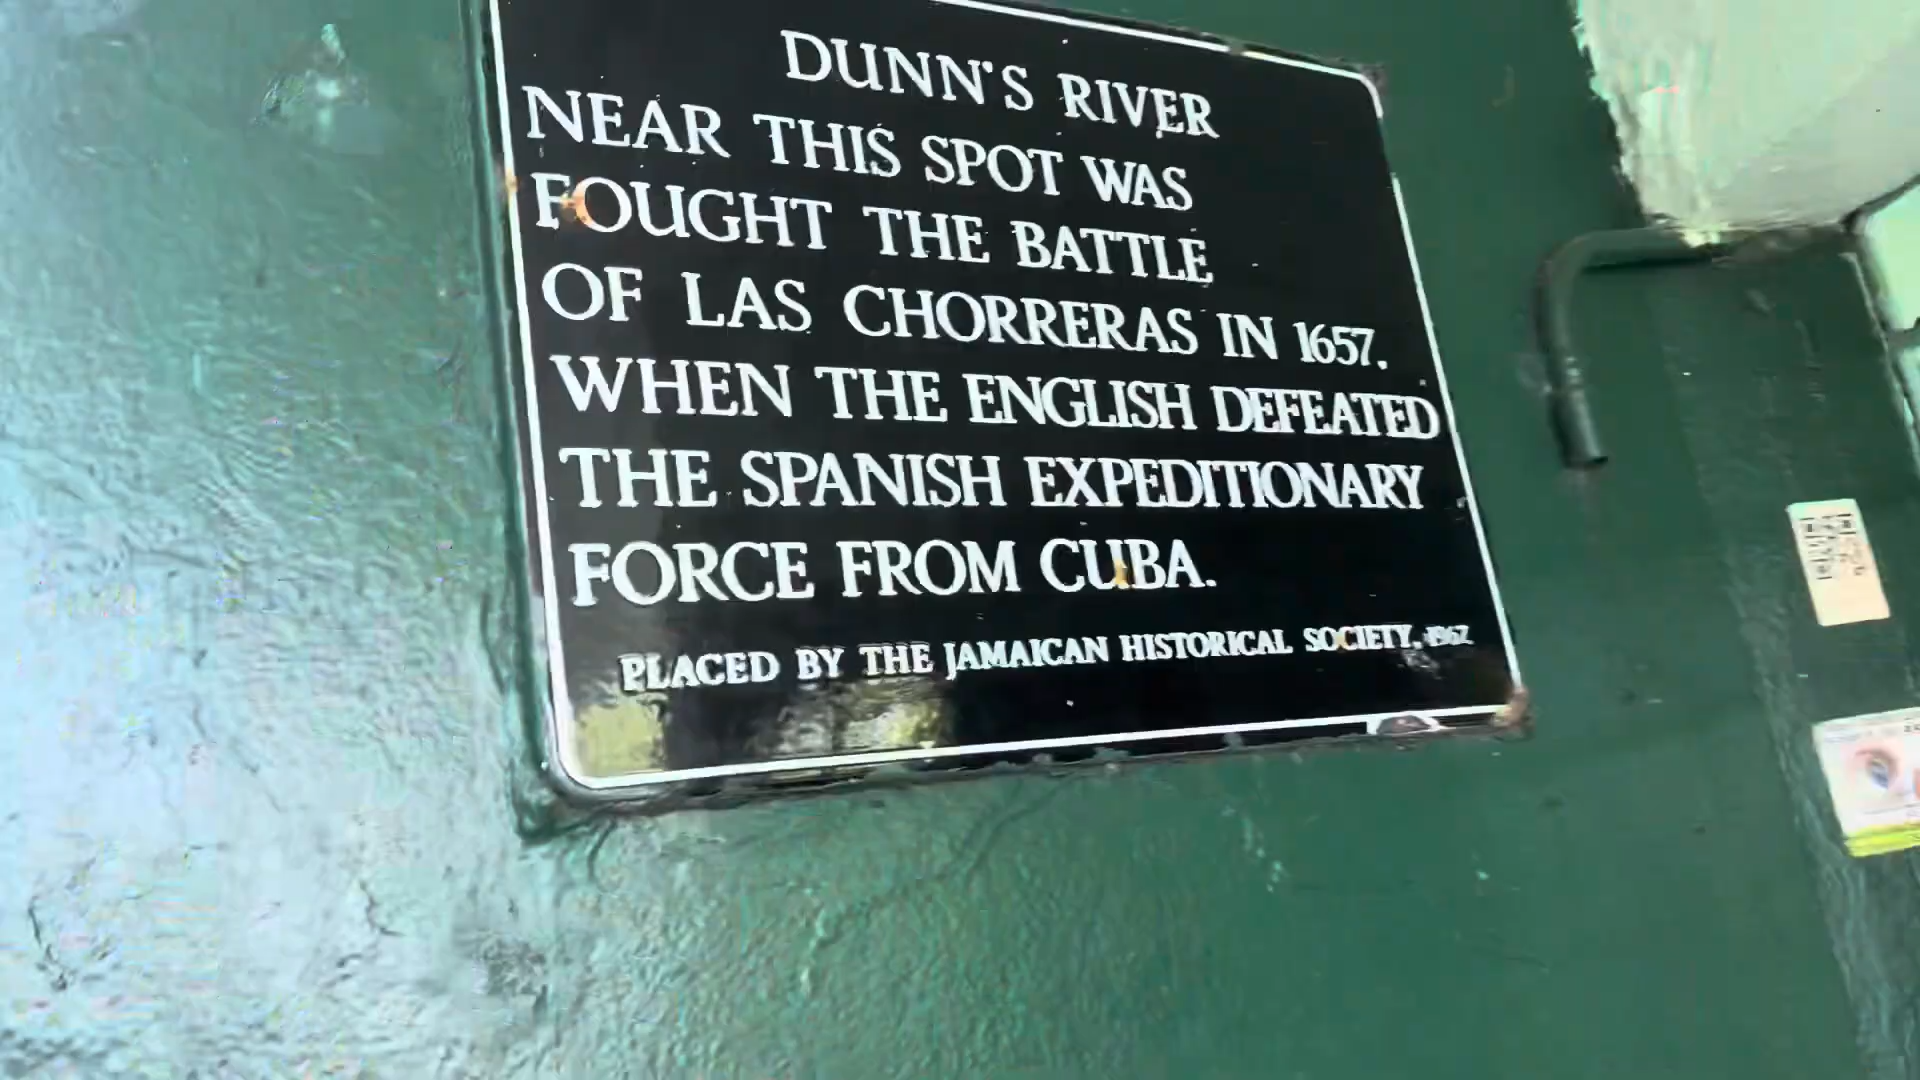 DUNN'S RIVER
NEAR THIS SPOT WAS
FOUGHT THE BATTLE
OF LAS CHORRERAS IN 1657.
WHEN THE ENGLISH DEFEATED
THE SPANISH EXPEDITIONARY
FORCE FROM CUBA.
PLACED BY THE JAMAICAN HISTORICAL SOCIETY, 1967